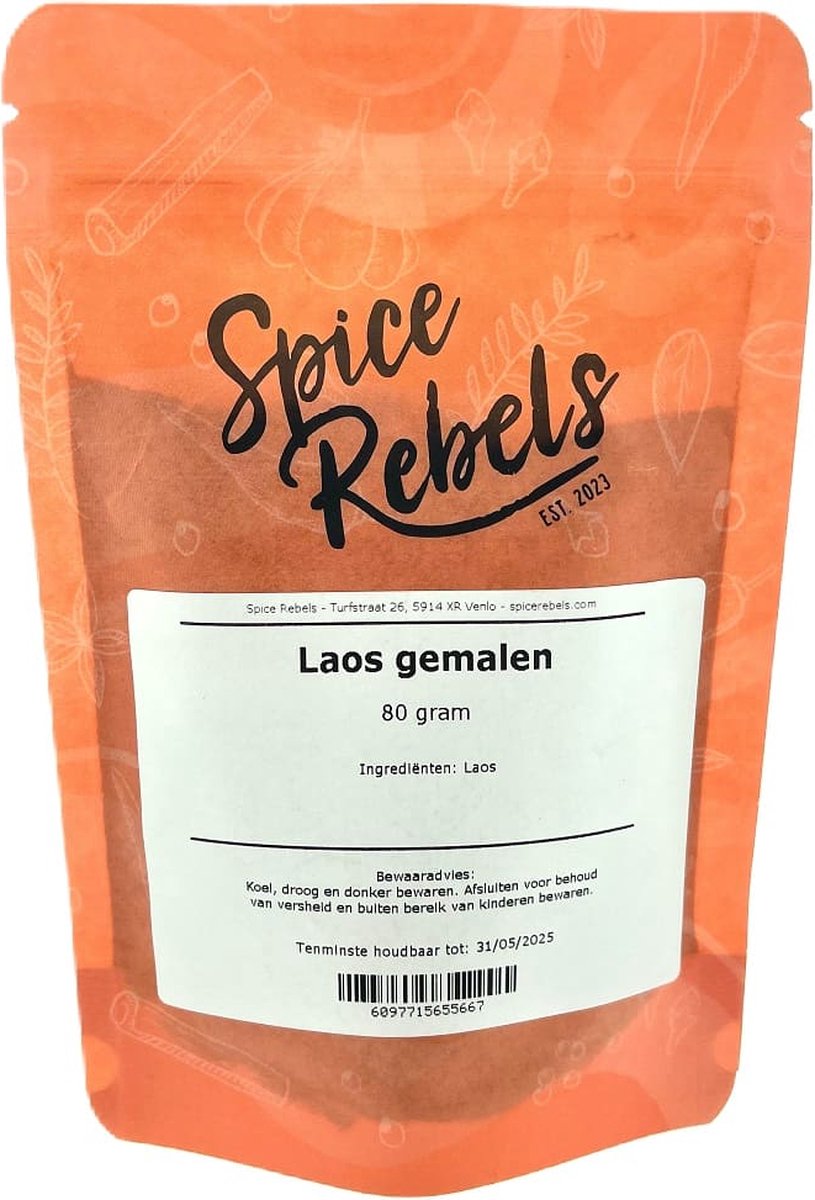 Spice
Rebels
EST. 2023
Spice Rebels - Turfstraat 26, 5914 XR Venlo - spicerebels.com
Laos gemalen
80 gram
Ingrediënten: Laos
Bewaaradvies:
Koel, droog en donker bewaren. Afsluiten voor behoud
van versheid en buiten bereik van kinderen bewaren.
Tenminste houdbaar tot: 31/05/2025
6097715655667